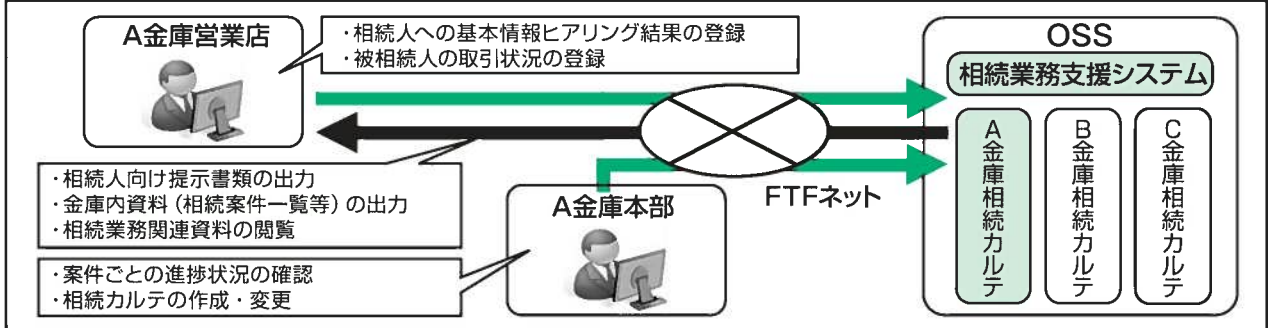 A金庫営業店
・相続人への基本情報ヒアリング結果の登録
・被相続人の取引状況の登録
OSS
相続業務支援システム
A金庫相続カルテ
B金庫相続カルテ
C金庫相続カルテ
・相続人向け提示書類の出力
・金庫内資料（相続案件一覧等）の出力
・相続業務関連資料の閲覧
FTFネット
A金庫本部
・案件ごとの進捗状況の確認
・相続カルテの作成・変更